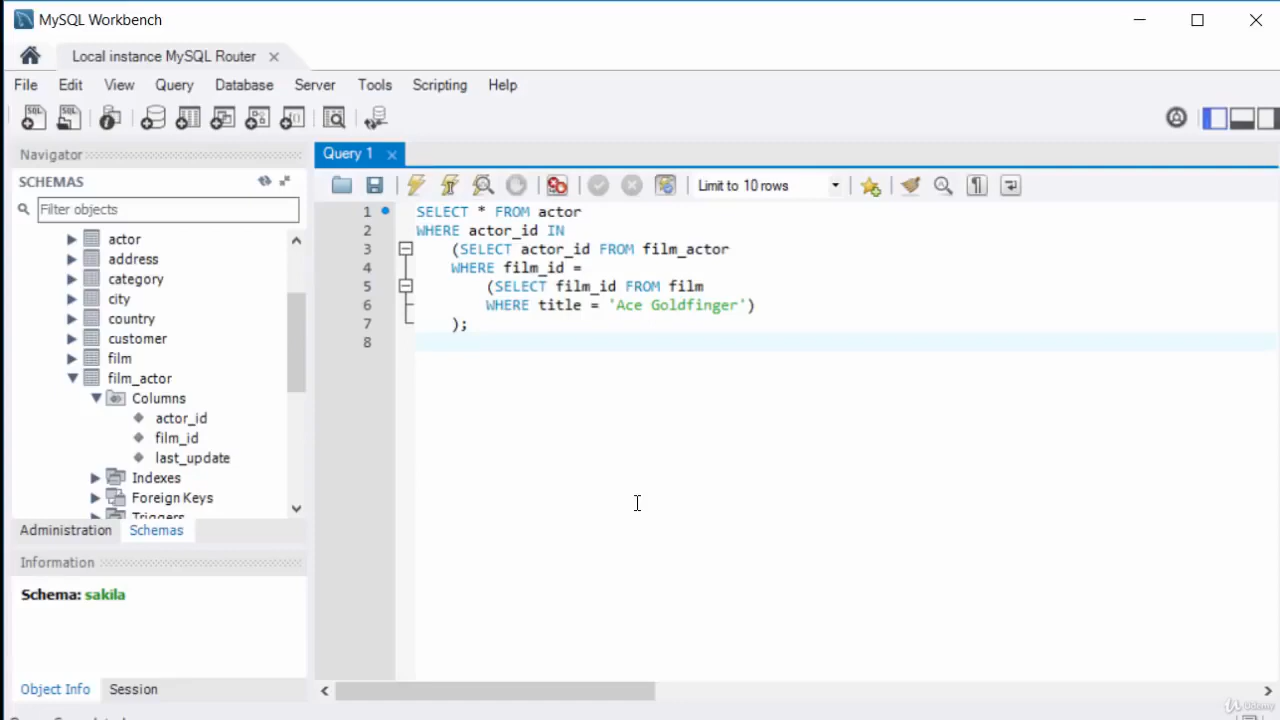 MySQL Workbench
Local instance MySQL Router
File Edit View Query Database Server Tools Scripting Help
Navigator
Query 1
SCHEMAS
Limit to 10 rows
Filter objects
actor
address
category
city
country
customer
film
film_actor
Columns
actor_id
film_id
last_update
Indexes
Foreign Keys
Triggers
Administration Schemas
Information
Schema: sakila
Object Info Session
1 SELECT * FROM actor
2 WHERE actor_id IN
3 (SELECT actor_id FROM film_actor
4 WHERE film_id =
5 (SELECT film_id FROM film
6 WHERE title = 'Ace Goldfinger')
7 );
8
Udemy